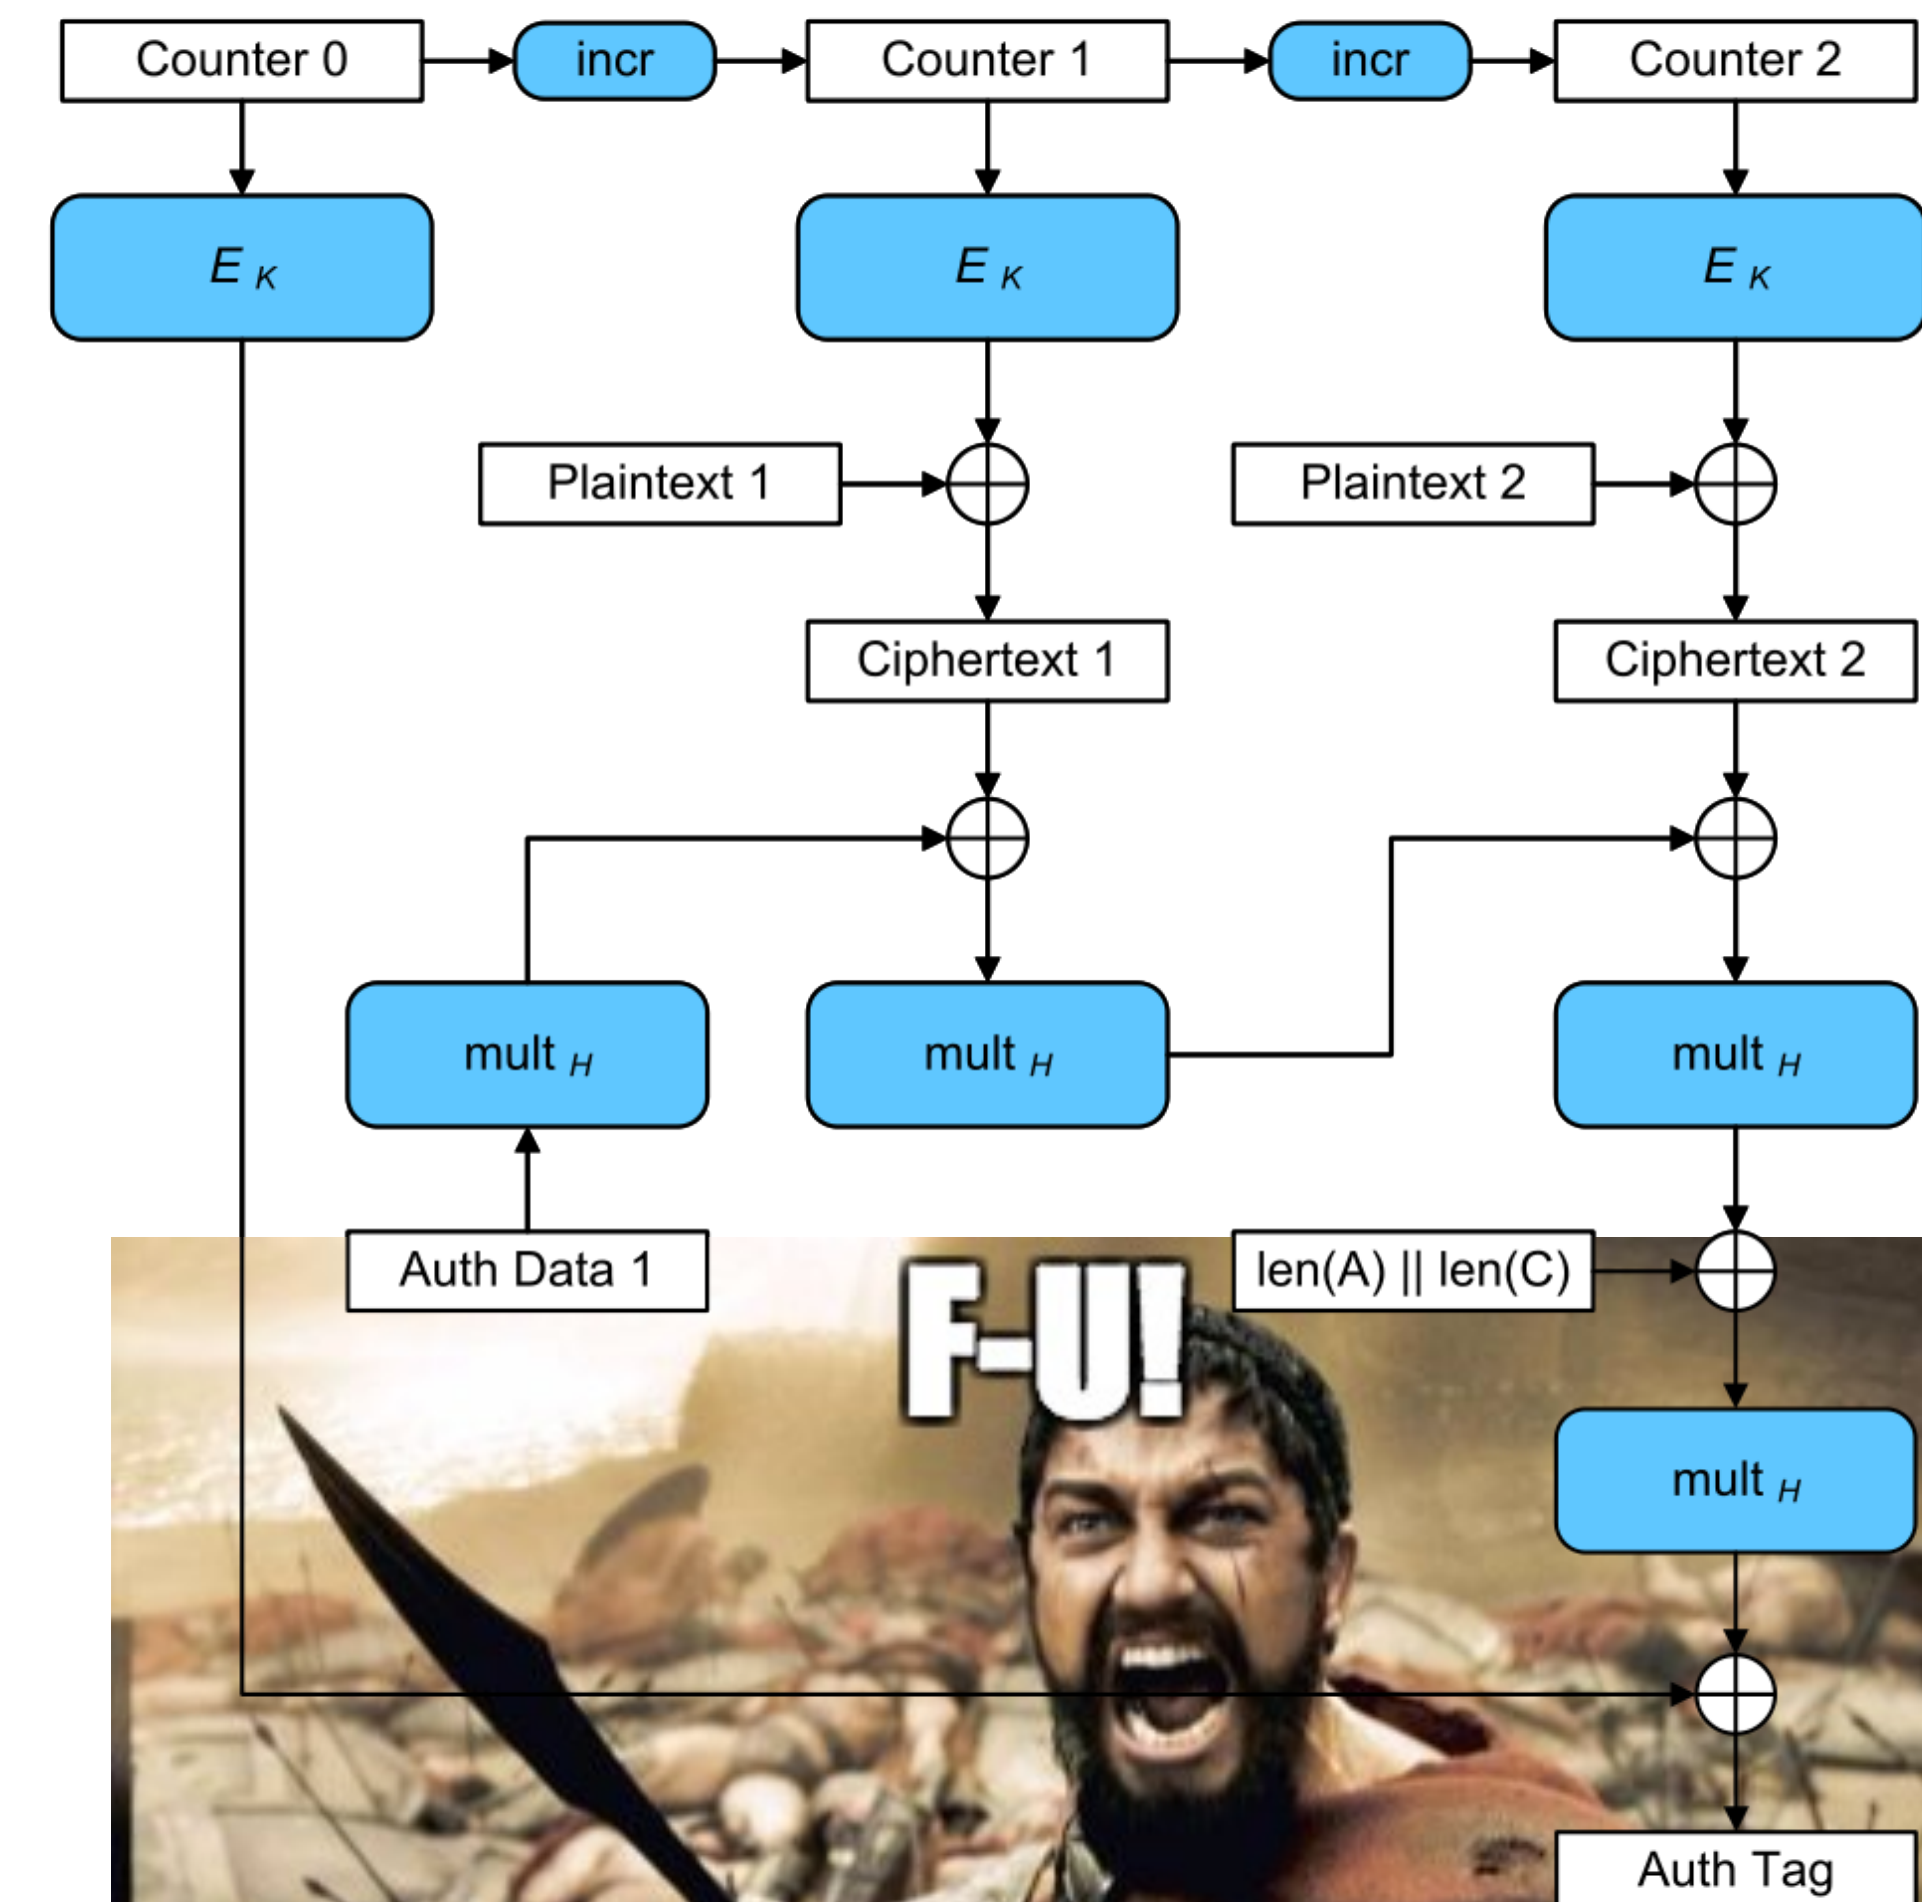 Counter 0
incr
Counter 1
incr
Counter 2
E K
E K
E K
Plaintext 1
Plaintext 2
Ciphertext 1
Ciphertext 2
mult H
mult H
mult H
Auth Data 1
F-U!
len(A) || len(C)
mult H
Auth Tag